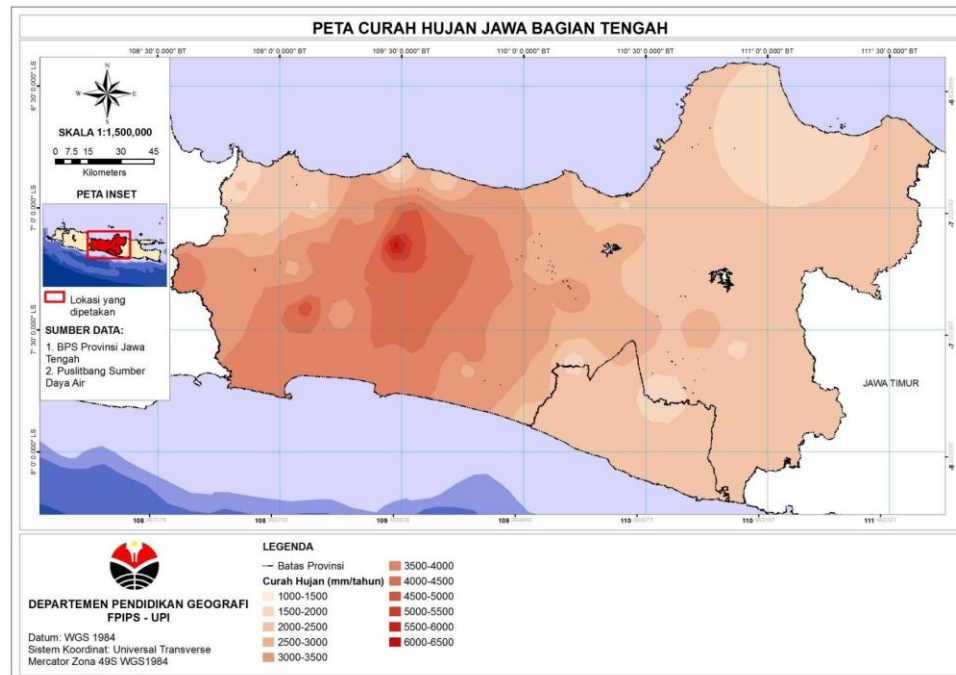 PETA CURAH HUJAN JAWA BAGIAN TENGAH
108° 30' 0.000" BT
109° 0' 0.000" BT
109° 30' 0.000" BT
110° 0' 0.000" BT
110° 30' 0.000" BT
111° 0' 0.000" BT
111° 30' 0.000" BT
6° 30' 0.000" LS
7° 0' 0.000" LS
7° 30' 0.000" LS
8° 0' 0.000" LS
N
W E
S
SKALA 1:1,500,000
0 7.5 15 30 45
Kilometers
PETA INSET
Lokasi yang
dipetakan
SUMBER DATA:
1. BPS Provinsi Jawa
Tengah
2. Puslitbang Sumber
Daya Air
JAWA TIMUR
DEPARTEMEN PENDIDIKAN GEOGRAFI
FPIPS - UPI
Datum: WGS 1984
Sistem Koordinat: Universal Transverse
Mercator Zona 49S WGS1984
LEGENDA
Batas Provinsi
Curah Hujan (mm/tahun)
1000-1500
1500-2000
2000-2500
2500-3000
3000-3500
3500-4000
4000-4500
4500-5000
5000-5500
5500-6000
6000-6500